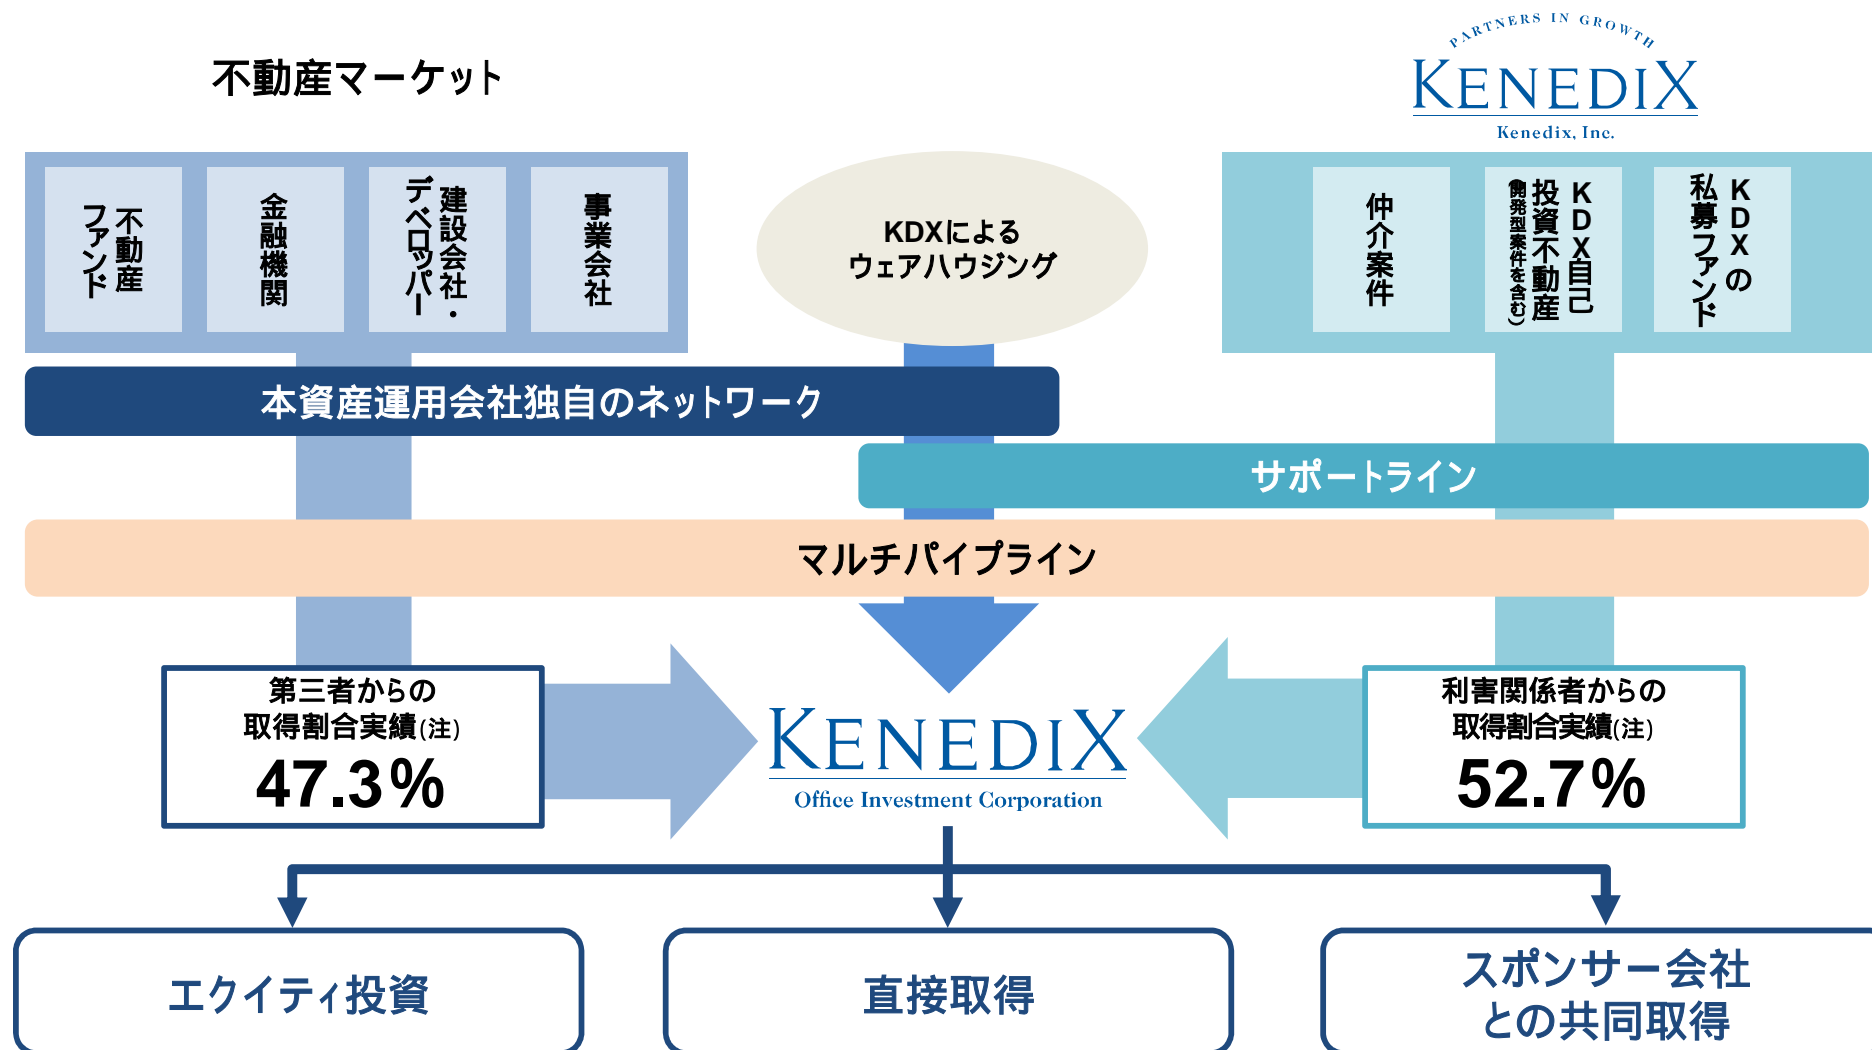 PARTNERS IN GROWTH
KENEDIX
Kenedix, Inc.
不動産マーケット
不動産
ファンド
金融機関
建設会社・
デベロッパー
事業会社
KDXによる
ウェアハウジング
仲介案件
KDX自己
投資不動産
(開発型案件を含む)
KDXの
私募ファンド
本資産運用会社独自のネットワーク
サポートライン
マルチパイプライン
第三者からの
取得割合実績(注)
47.3%
KENEDIX
Office Investment Corporation
利害関係者からの
取得割合実績(注)
52.7%
エクイティ投資
直接取得
スポンサー会社
との共同取得